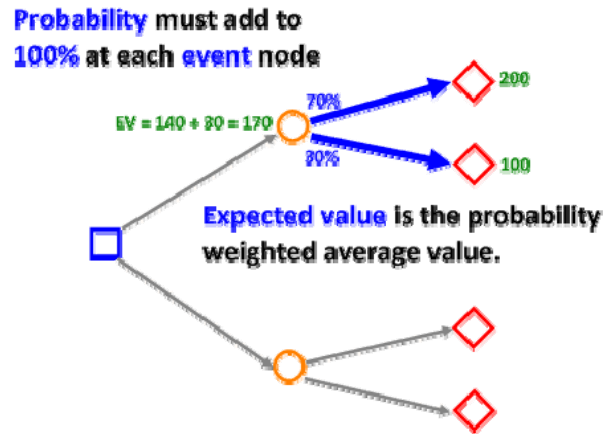 Probability must add to
100% at each event node
70%
200
EV = 140 + 30 = 170
30%
100
Expected value is the probability
weighted average value.